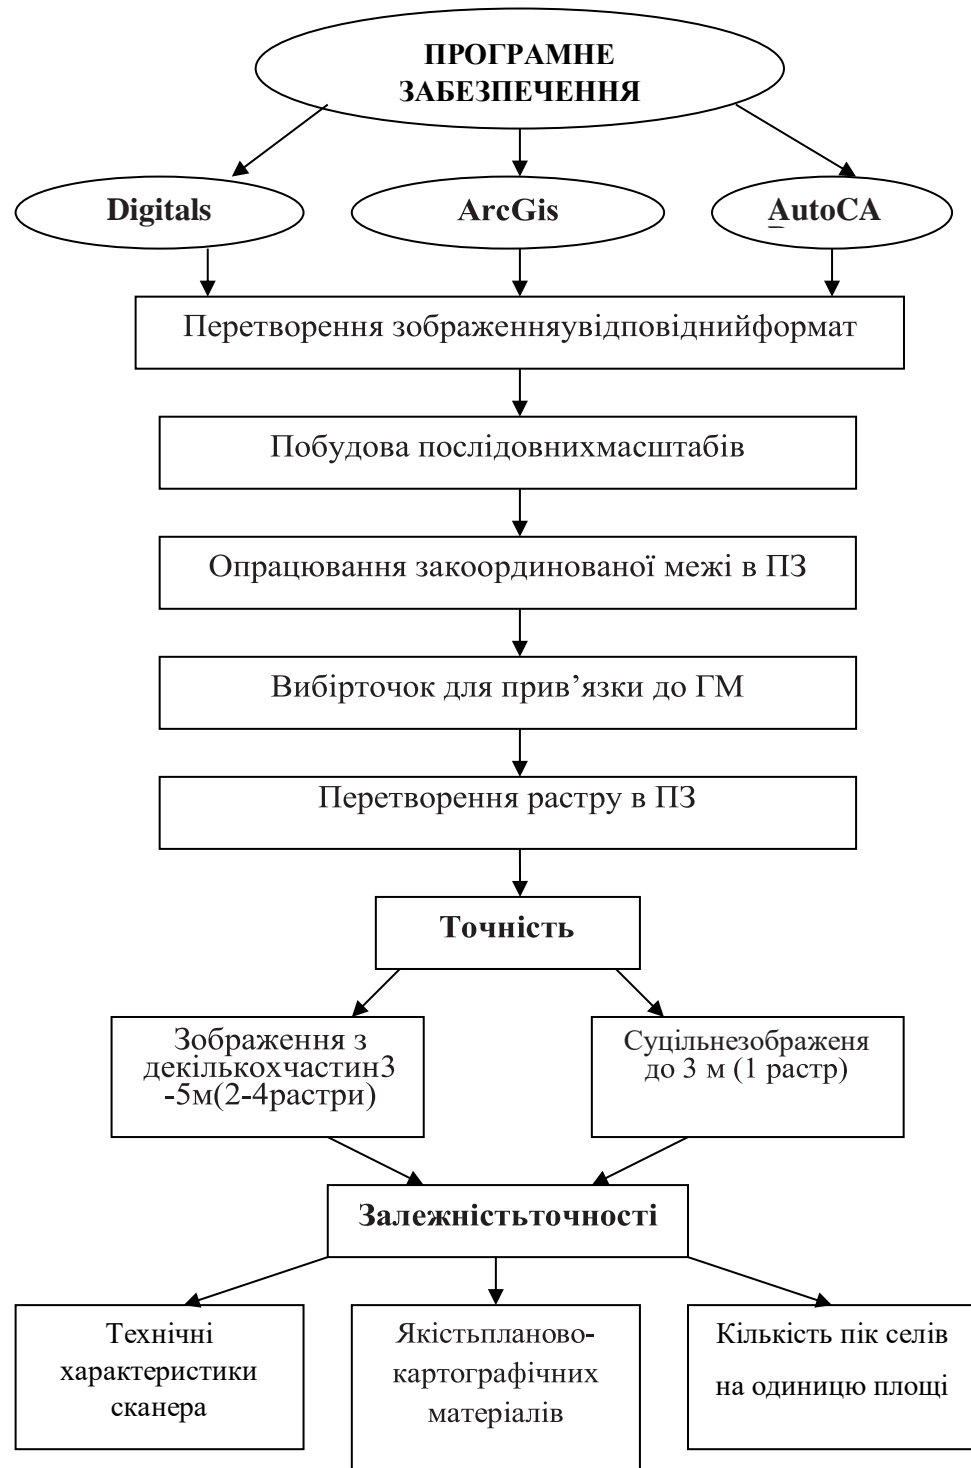 ПРОГРАМНЕ
ЗАБЕЗПЕЧЕННЯ
Digitals
ArcGis
AutoCA
Перетворення зображенняувідповіднийформат
Побудова послідовнихмасштабів
Опрацювання закоординованої межі в ПЗ
Вибірточок для прив’язки до ГМ
Перетворення растру в ПЗ
Точність
Зображення з
декількохчастин3
-5м(2-4растри)
Суцільнезображеня
до 3 м (1 растр)
Залежністьточності
Технічні
характеристики
сканера
Якістьпланово-
картографічних
матеріалів
Кількість пік селів
на одиницю площі